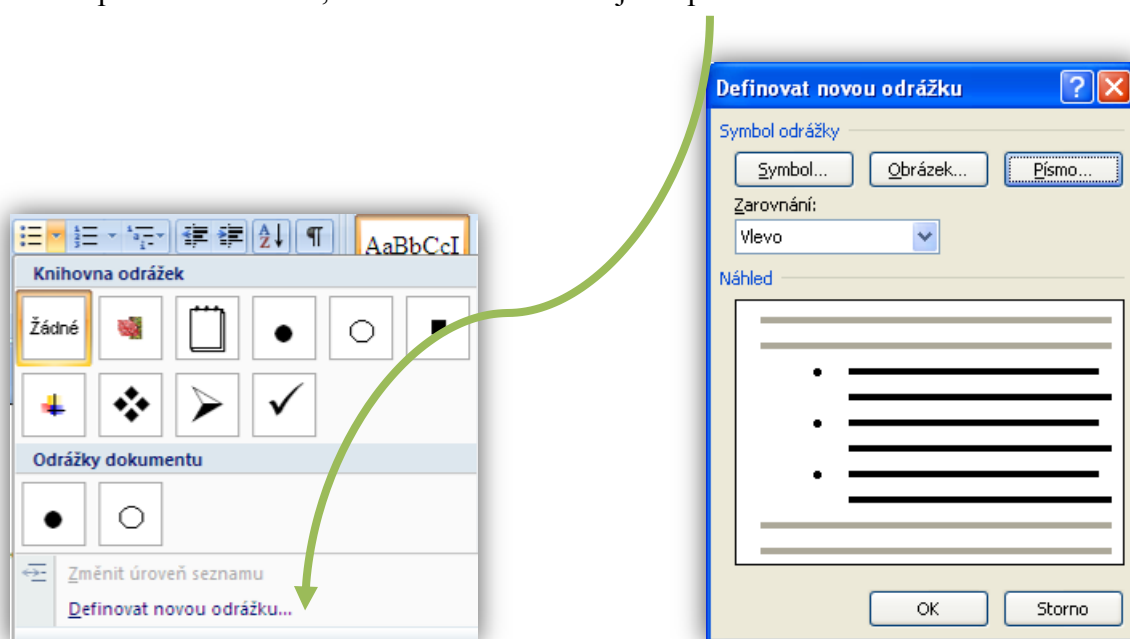 Definovat novou odrážku
Symbol odrážky
Symbol... Obrázek... Písmo...
Zarovnání:
Vlevo
Náhled
OK Storno
AaBbCcI
Knihovna odrážek
Žádné
Odrážky dokumentu
Změnit úroveň seznamu
Definovat novou odrážku...